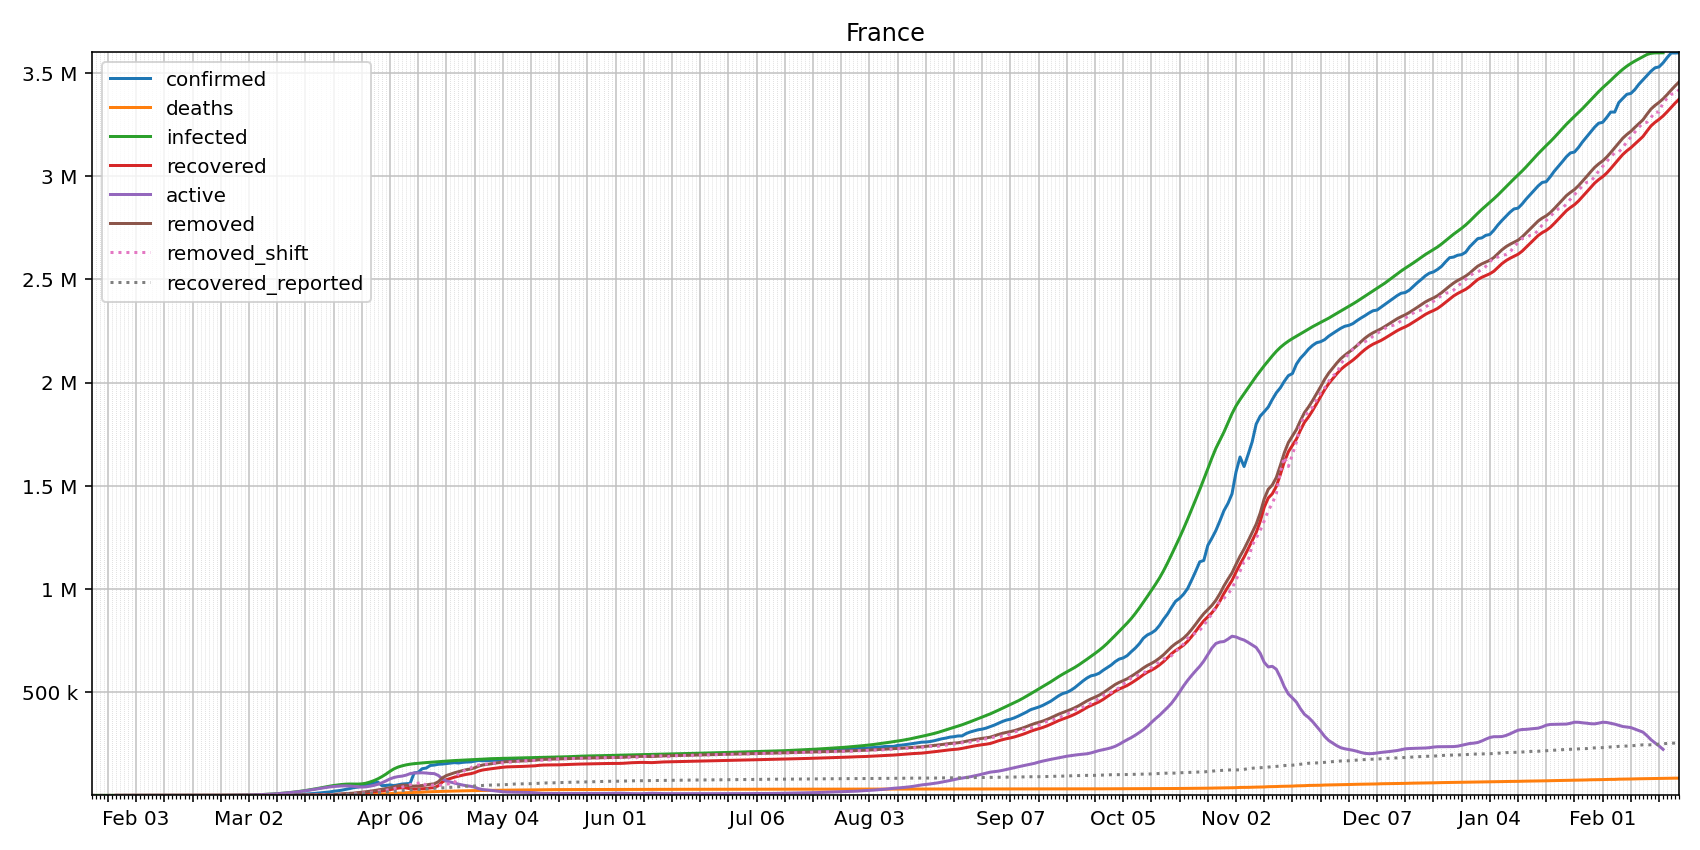 France
3.5 M
3 M
2.5 M
2 M
1.5 M
1 M
500 k
confirmed
deaths
infected
recovered
active
removed
removed_shift
recovered_reported
Feb 03 Mar 02 Apr 06 May 04 Jun 01 Jul 06 Aug 03 Sep 07 Oct 05 Nov 02 Dec 07 Jan 04 Feb 01